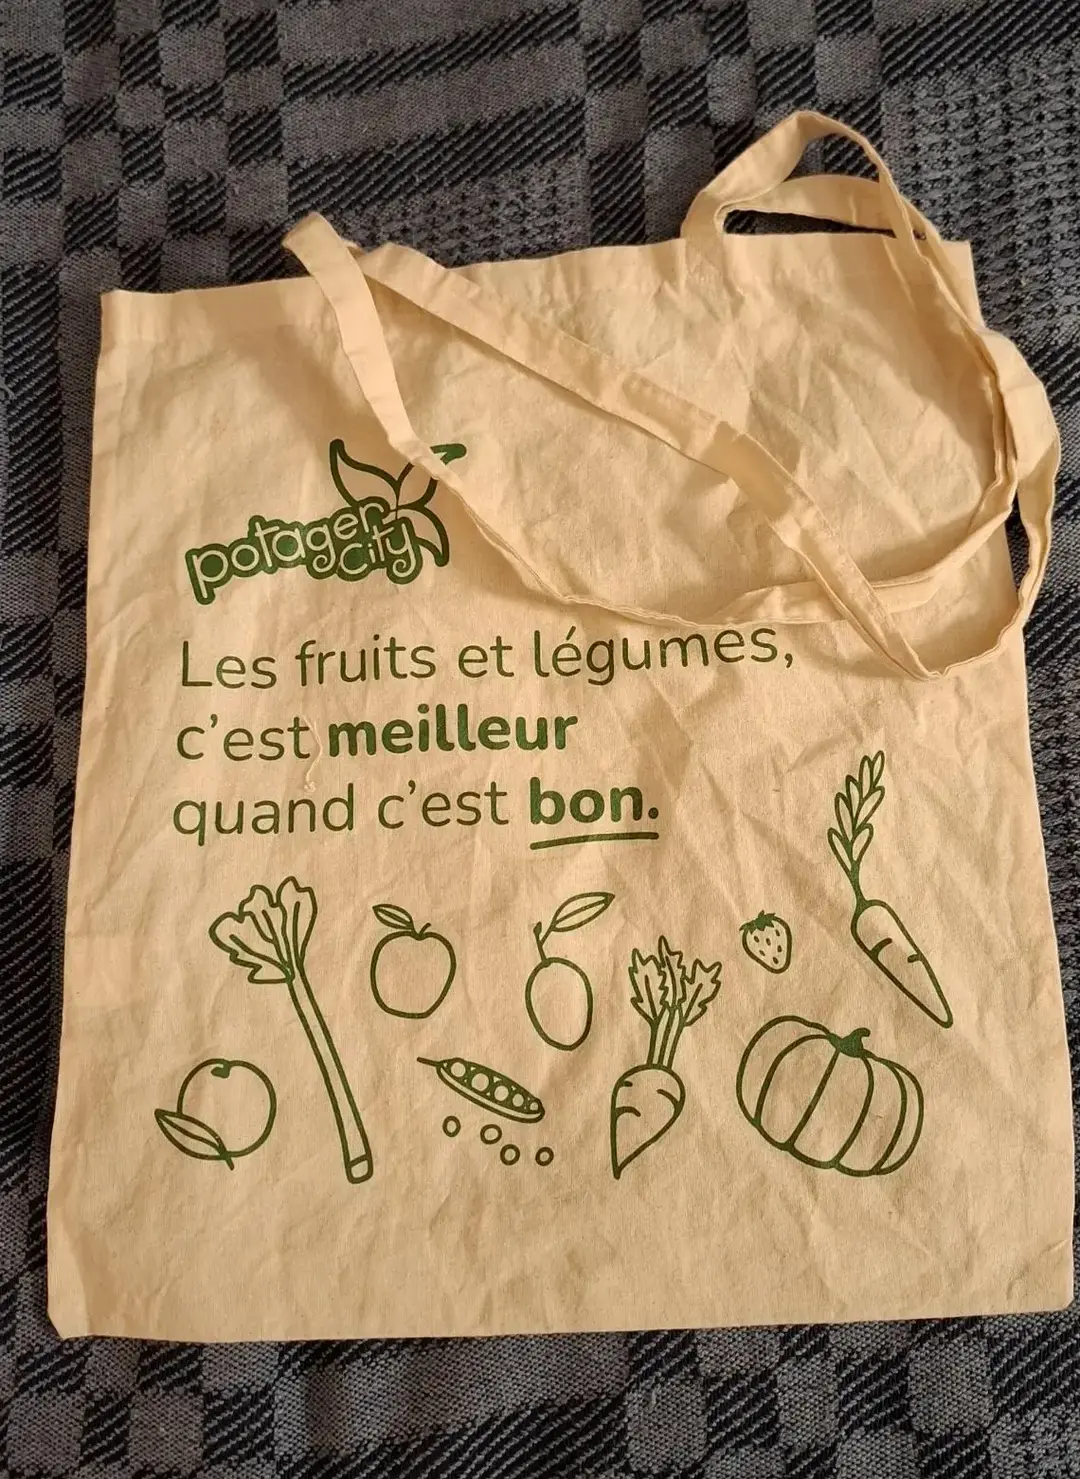 potager
city
Les fruits et légumes,
c'est meilleur
quand c'est bon.